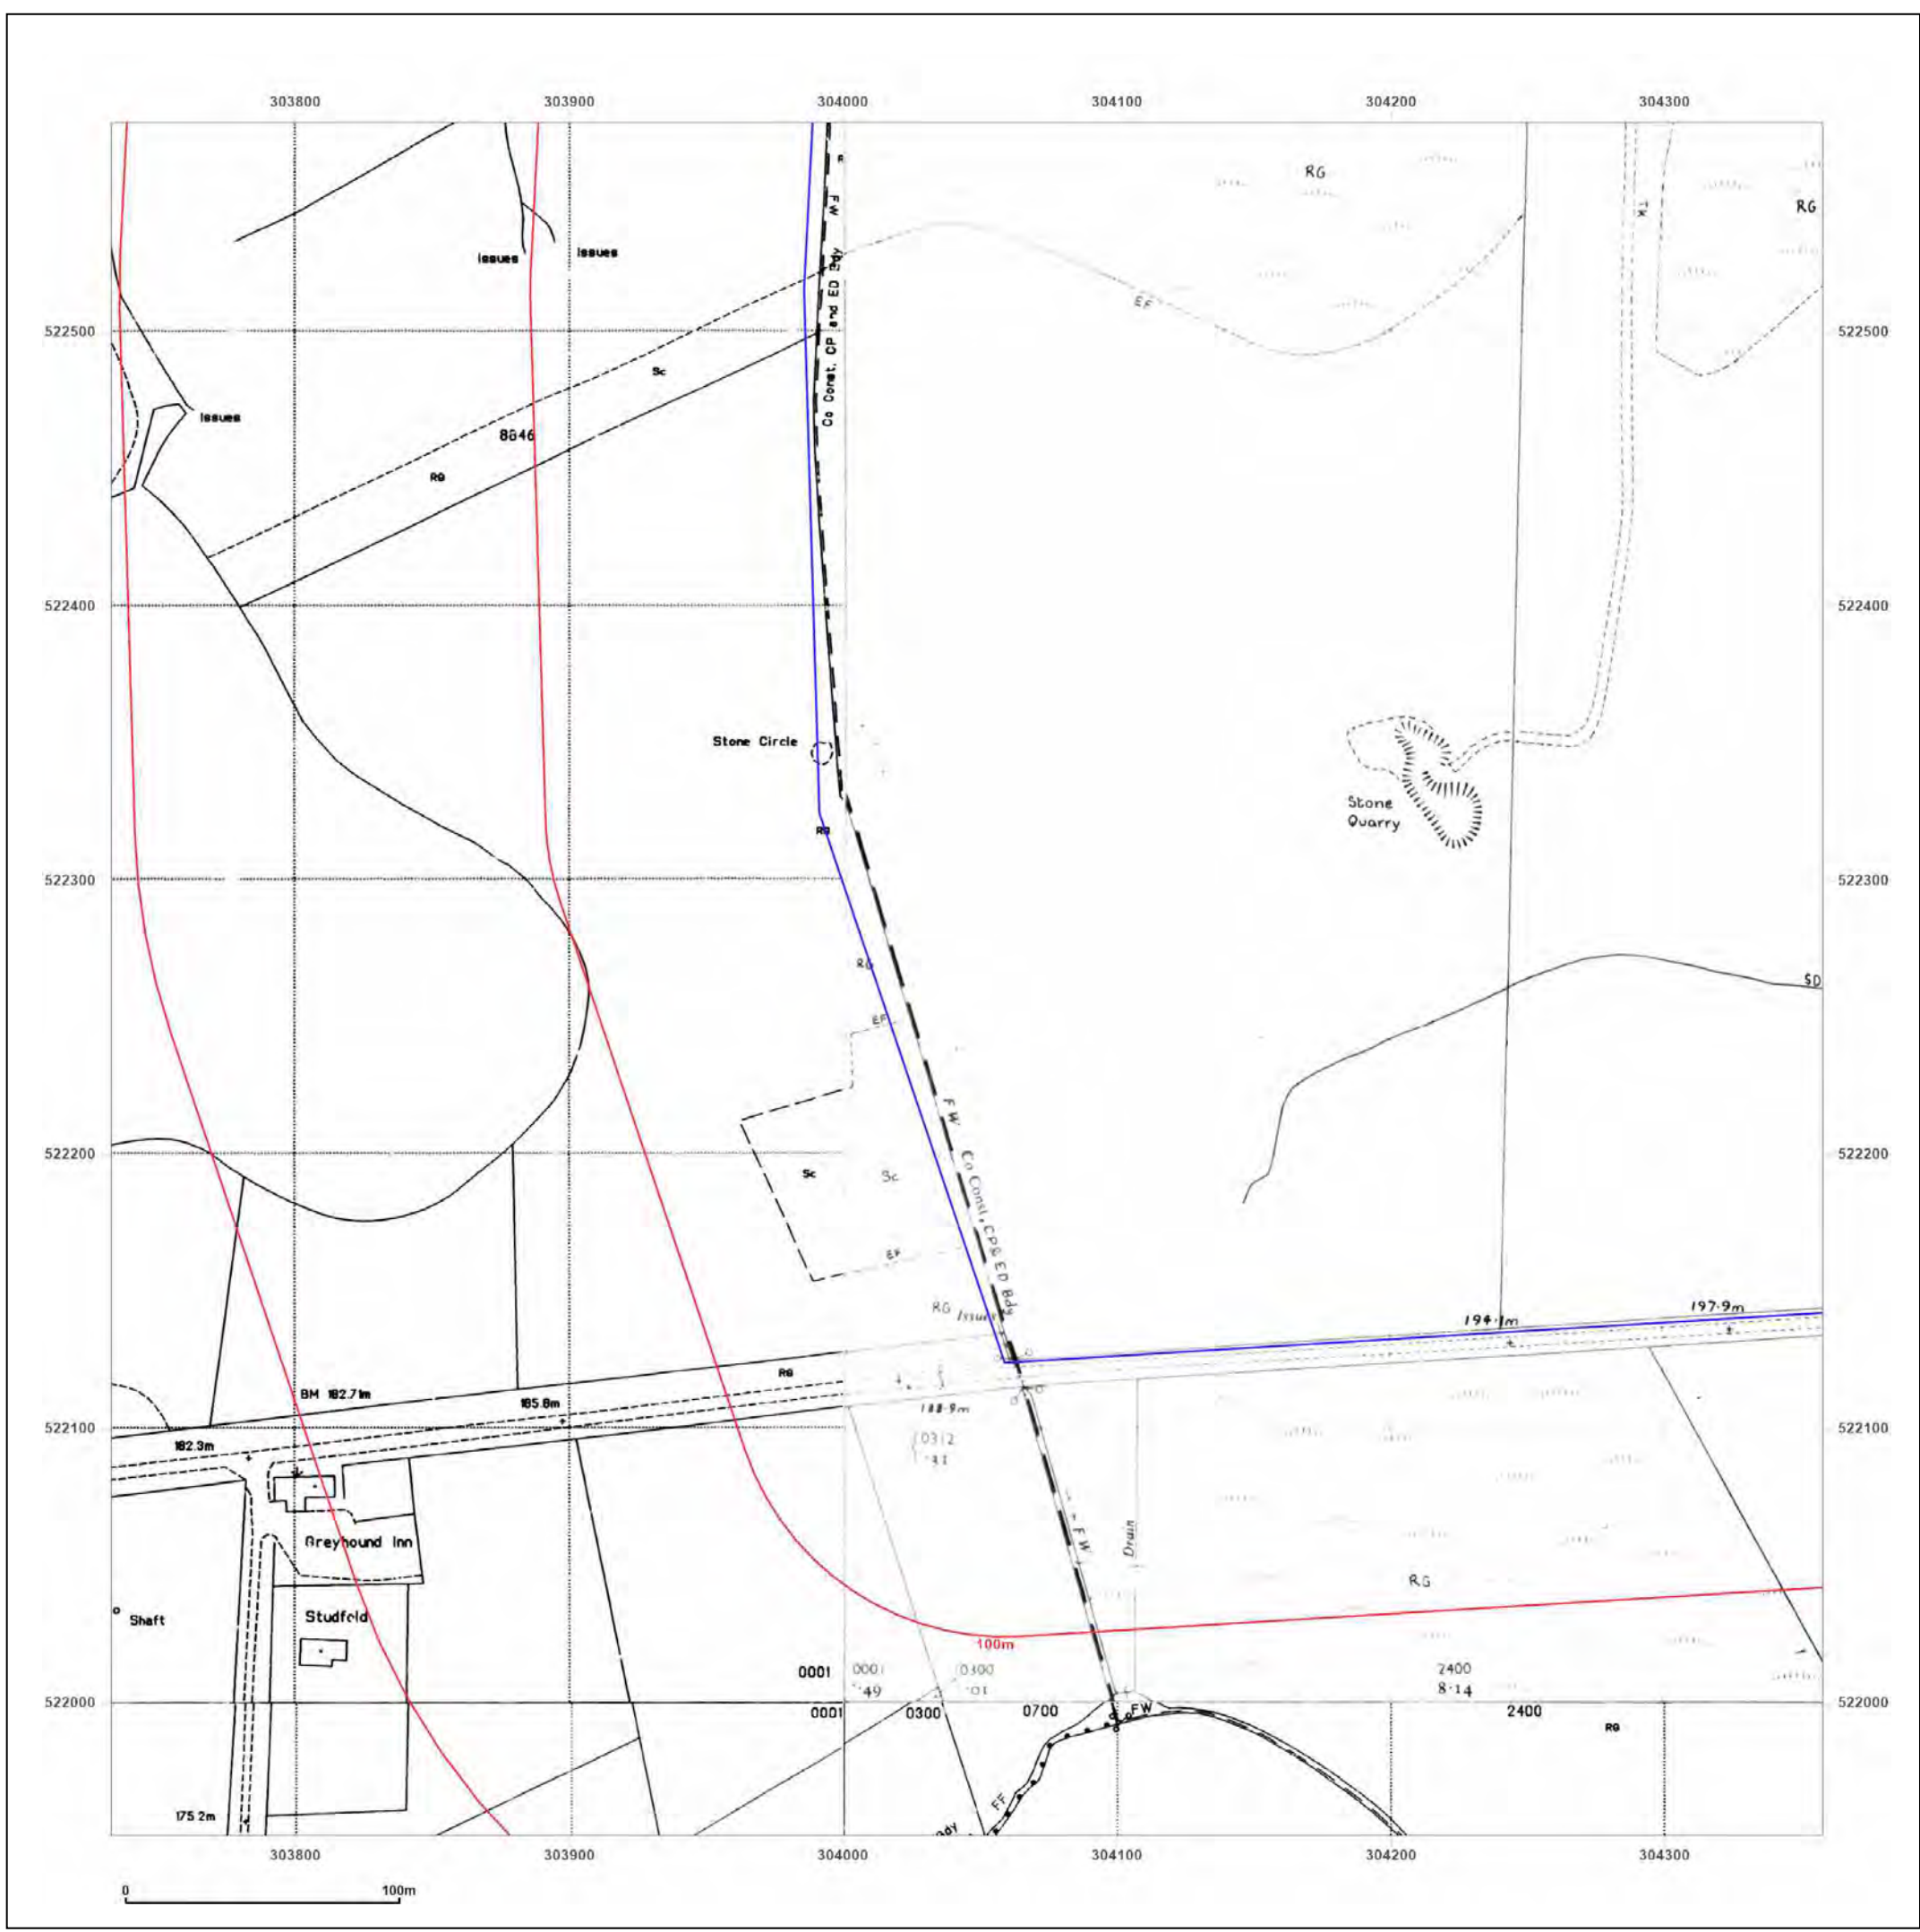 303800 303900 304000 304100 304200 304300
R
RG
FW
TK
RG
Issues
Issues
Co Const, CP and ED Bdy
EF
522500
522500
Sc
Issues
8846
RG
522400
522400
Stone Circle
Stone
Quarry
RG
522300
522300
RG
SD
EF
FW
522200
522200
Sc
Sc
Co Const, CP & ED Bdy
EF
RG
Issues
197·9m
194·1m
RG
BM 182.71m
185.8m
188·9m
522100
522100
182.3m
0312
FW
Drain
Greyhound Inn
RG
Shaft
Studfold
100m
0001
0001
0300
2400
·49
·01
8·14
522000
522000
0001
0300
0700
FW
2400
RG
FF
175.2m
303800 303900 304000 304100 304200 304300
0 100m